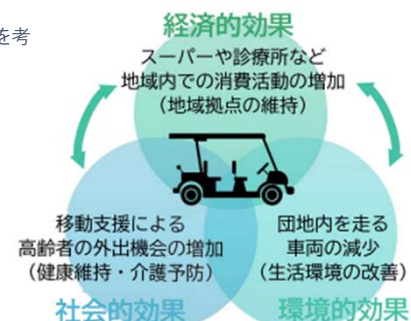 を考
経済的効果
スーパーや診療所など
地域内での消費活動の増加
（地域拠点の維持）
移動支援による
高齢者の外出機会の増加
（健康維持・介護予防）
社会的効果
団地内を走る
車両の減少
（生活環境の改善）
環境的効果